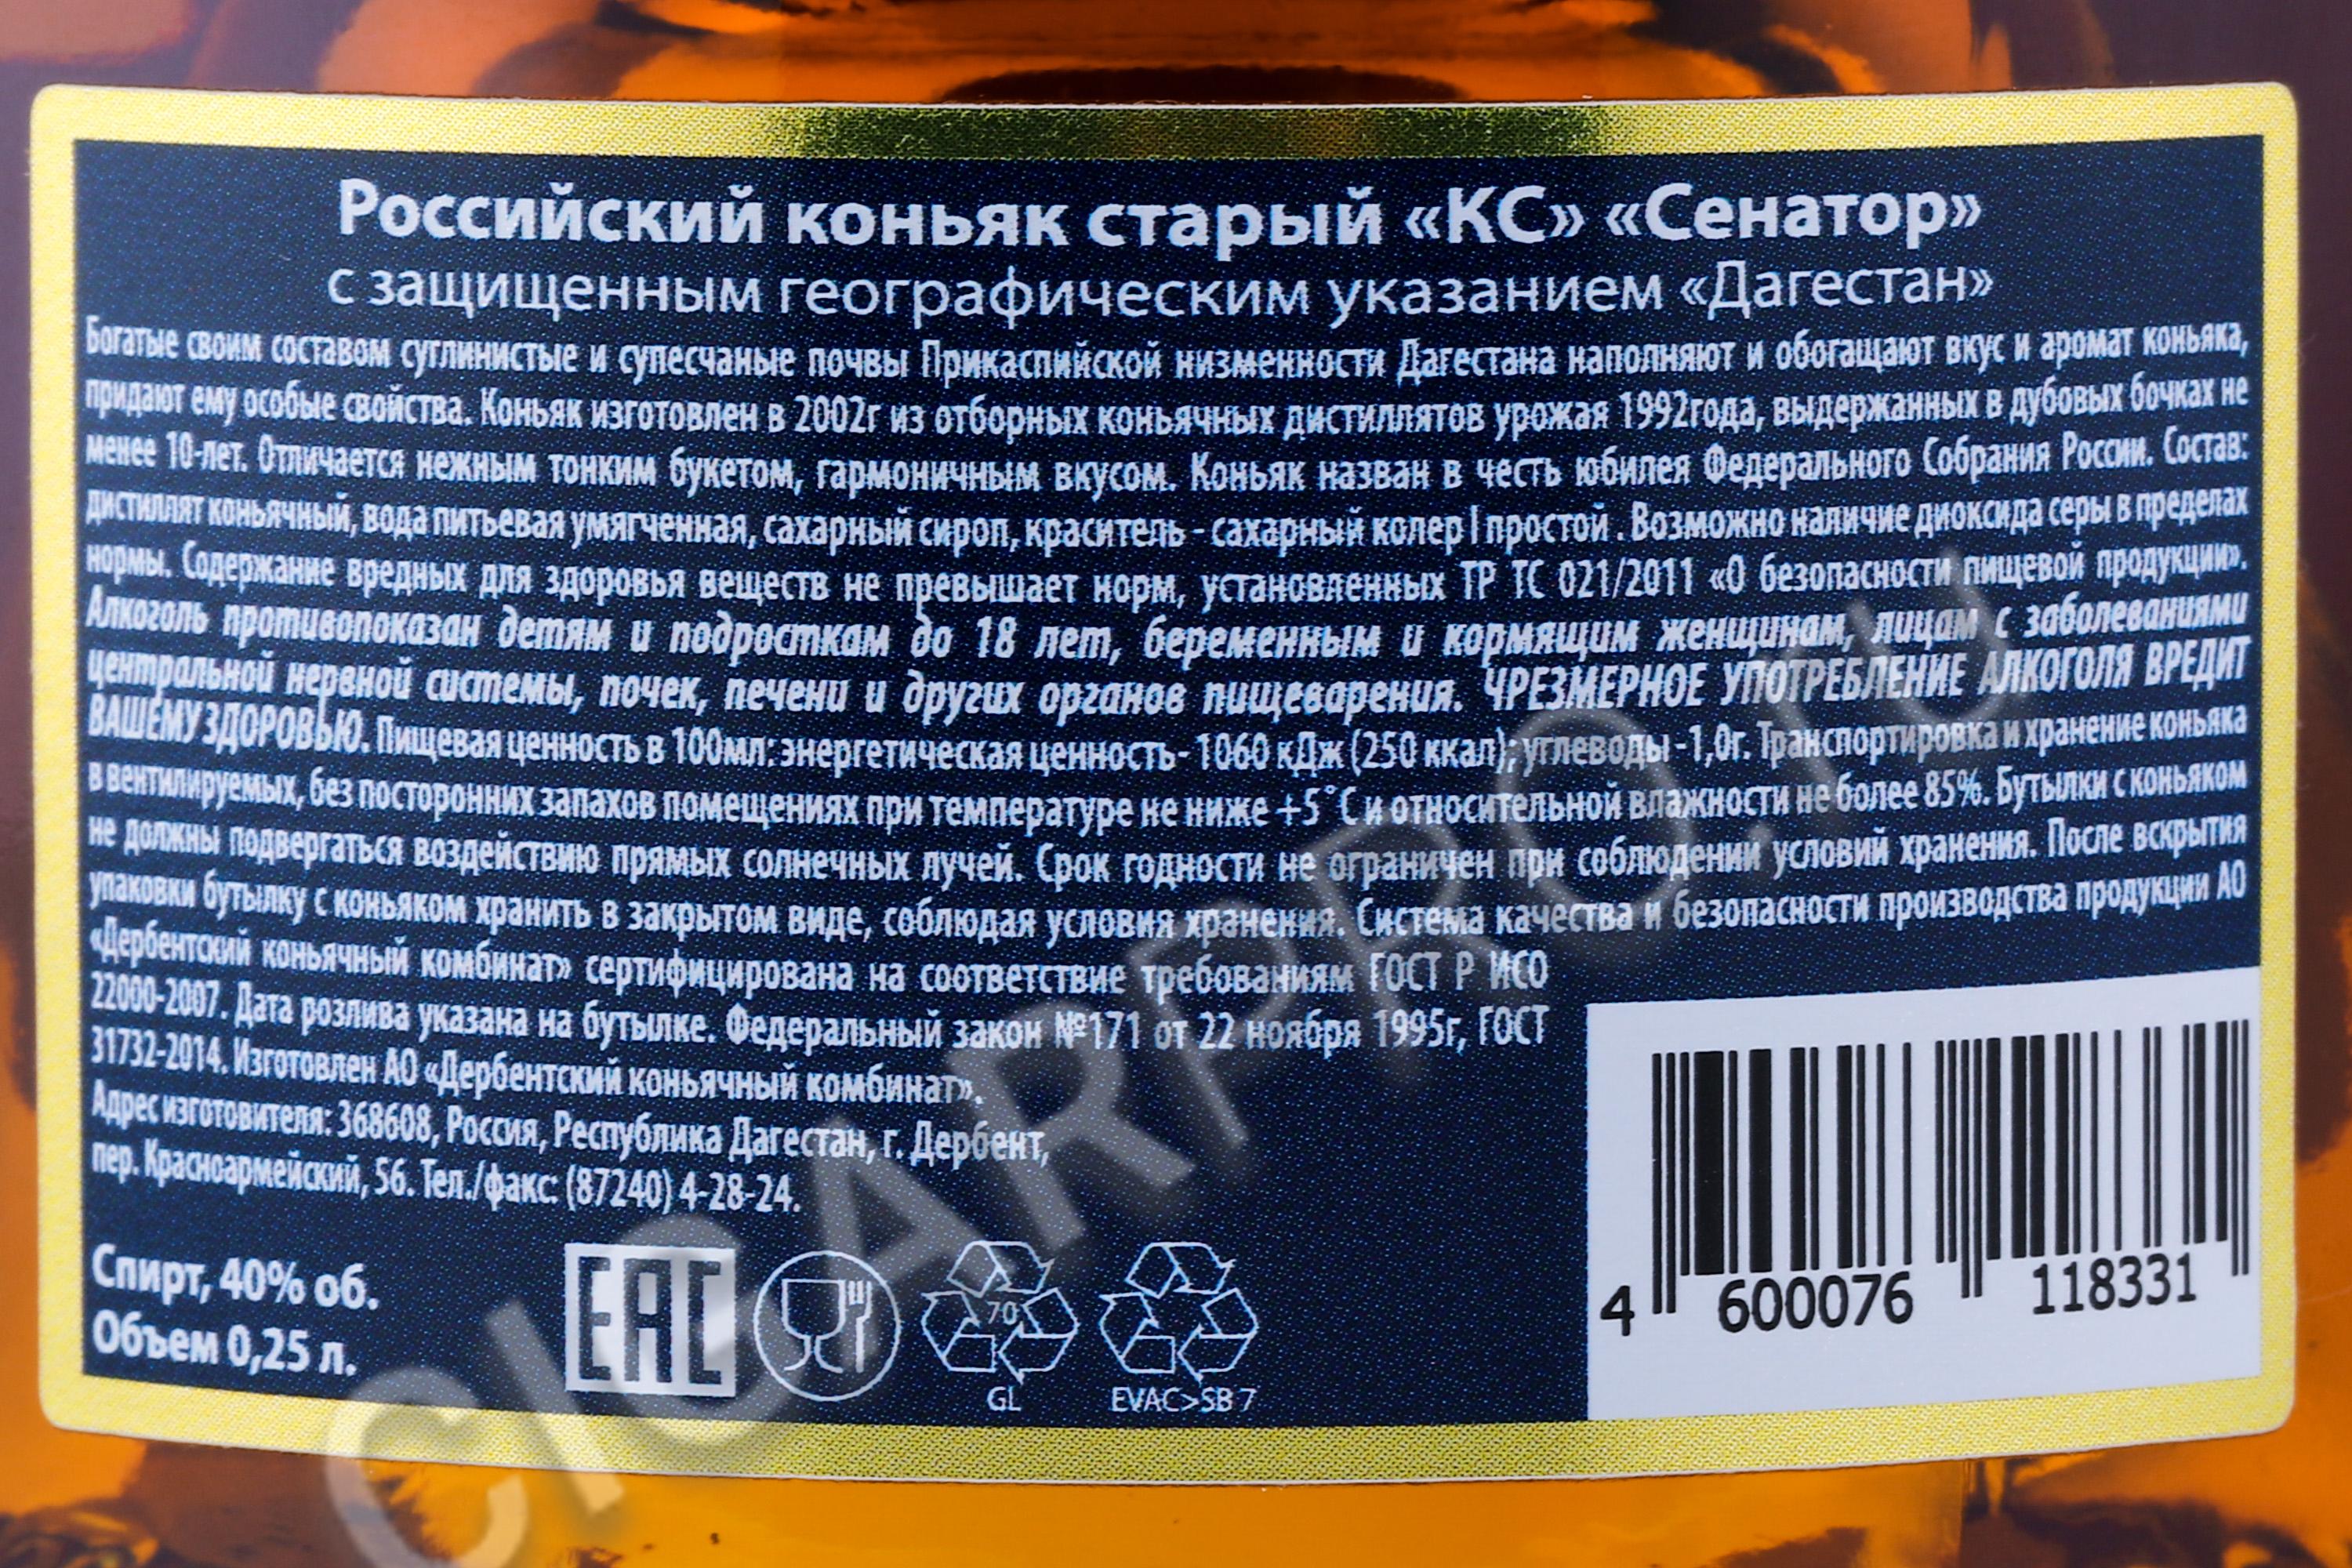 Российский коньяк старый «КС» «Сенатор»
с защищенным географическим указанием «Дагестан»
Богатые своим составом суглинистые и супесчаные почвы Прикаспийской низменности Дагестана наполняют и обогащают вкус и аромат коньяка,
придают ему особые свойства. Коньяк изготовлен в 2002г из отборных коньячных дистиллятов урожая 1992года, выдержанных в дубовых бочках не
менее 10-лет. Отличается нежным тонким букетом, гармоничным вкусом. Коньяк назван в честь юбилея Федерального Собрания России. Состав:
дистиллят коньячный, вода питьевая умягченная, сахарный сироп, краситель - сахарный колер I простой . Возможно наличие диоксида серы в пределах
нормы. Содержание вредных для здоровья веществ не превышает норм, установленных ТР ТС 021/2011 «О безопасности пищевой продукции».
Алкоголь противопоказан детям и подросткам до 18 лет, беременным и кормящим женщинам, лицам с заболеваниями
центральной нервной системы, почек, печени и других органов пищеварения. ЧРЕЗМЕРНОЕ УПОТРЕБЛЕНИЕ АЛКОГОЛЯ ВРЕДИТ
ВАШЕМУ ЗДОРОВЬЮ. Пищевая ценность в 100мл: энергетическая ценность- 1060 кДж (250 ккал); углеводы -1,0г. Транспортировка и хранение коньяка
в вентилируемых, без посторонних запахов помещениях при температуре не ниже +5˚С и относительной влажности не более 85%. Бутылки с коньяком
не должны подвергаться воздействию прямых солнечных лучей. Срок годности не ограничен при соблюдении условий хранения. После вскрытия
упаковки бутылку с коньяком хранить в закрытом виде, соблюдая условия хранения. Система качества и безопасности производства продукции АО
«Дербентский коньячный комбинат» сертифицирована на соответствие требованиям ГОСТ Р ИСО
22000-2007. Дата розлива указана на бутылке. Федеральный закон №171 от 22 ноября 1995г, ГОСТ
31732-2014. Изготовлен АО «Дербентский коньячный комбинат».
Адрес изготовителя: 368608, Россия, Республика Дагестан, г. Дербент,
пер. Красноармейский, 56. Тел./факс: (87240) 4-28-24.
Спирт, 40% об.
Объем 0,25 л.
EAC
70
GL
EVAC>SB 7
4 600076 118331
CIGARPRO.ru